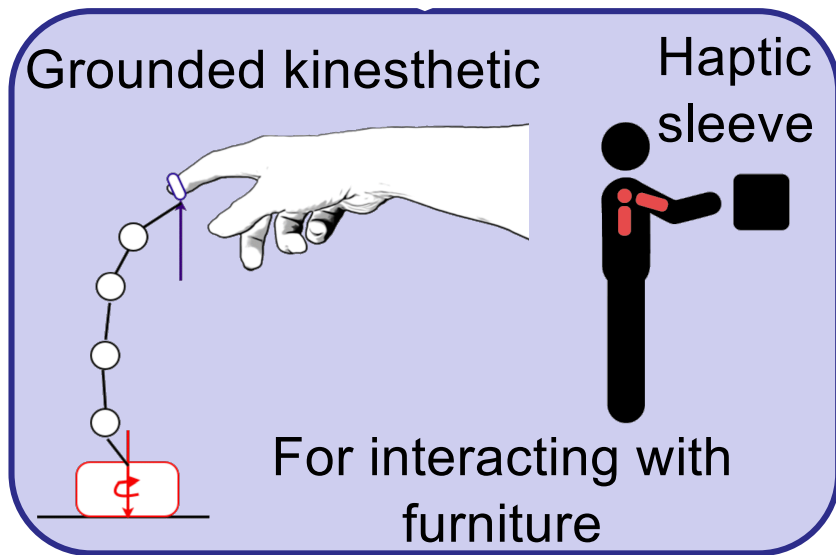 Grounded kinesthetic
Haptic
sleeve
For interacting with
furniture